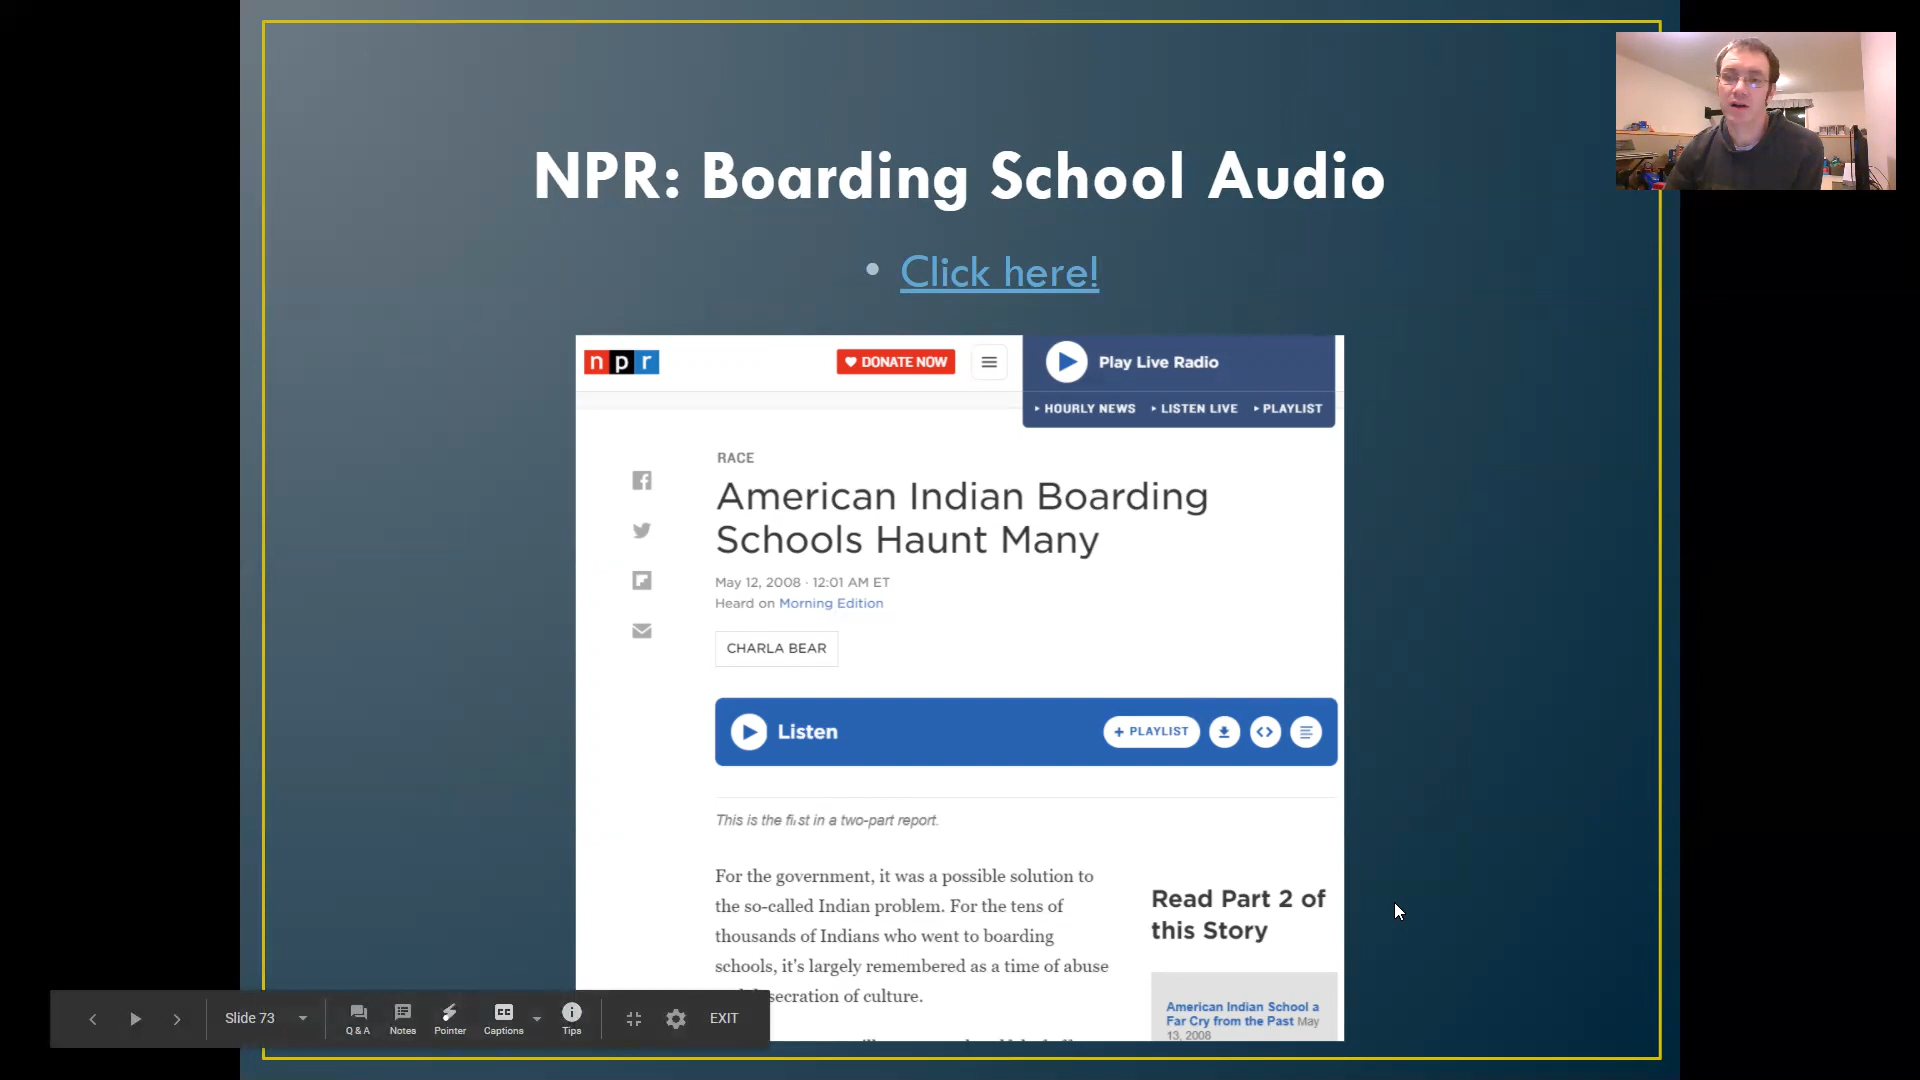 NPR: Boarding School Audio
• Click here!
npr
DONATE NOW
Play Live Radio
HOURLY NEWS
LISTEN LIVE
PLAYLIST
RACE
American Indian Boarding
Schools Haunt Many
May 12, 2008 · 12:01 AM ET
Heard on Morning Edition
CHARLA BEAR
Listen
+ PLAYLIST
This is the first in a two-part report.
For the government, it was a possible solution to
the so-called Indian problem. For the tens of
thousands of Indians who went to boarding
schools, it's largely remembered as a time of abuse
secration of culture.
Read Part 2 of
this Story
American Indian School a
Far Cry from the Past May
13, 2008
Slide 73
Q & A
Notes
Pointer
CC
Captions
Tips
EXIT